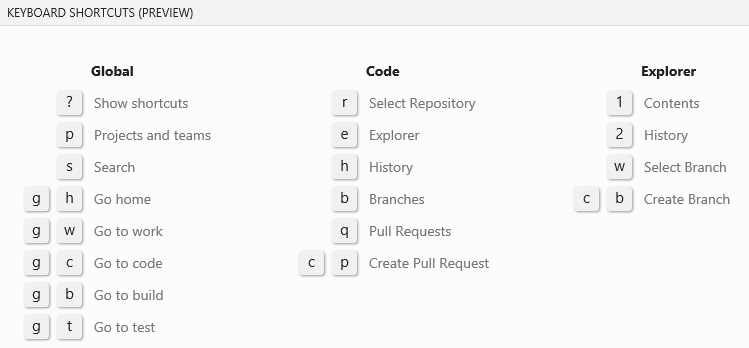 KEYBOARD SHORTCUTS (PREVIEW)
Global
? Show shortcuts
p Projects and teams
s Search
g h Go home
g w Go to work
g c Go to code
g b Go to build
g t Go to test
Code
r Select Repository
e Explorer
h History
b Branches
q Pull Requests
c p Create Pull Request
Explorer
1 Contents
2 History
w Select Branch
c b Create Branch